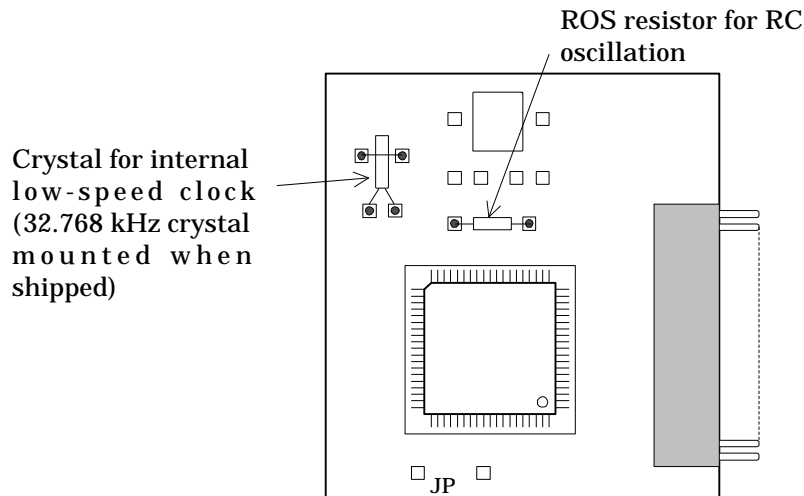 ROS resistor for RC
oscillation
Crystal for internal
low-speed clock
(32.768 kHz crystal
mounted when
shipped)
JP